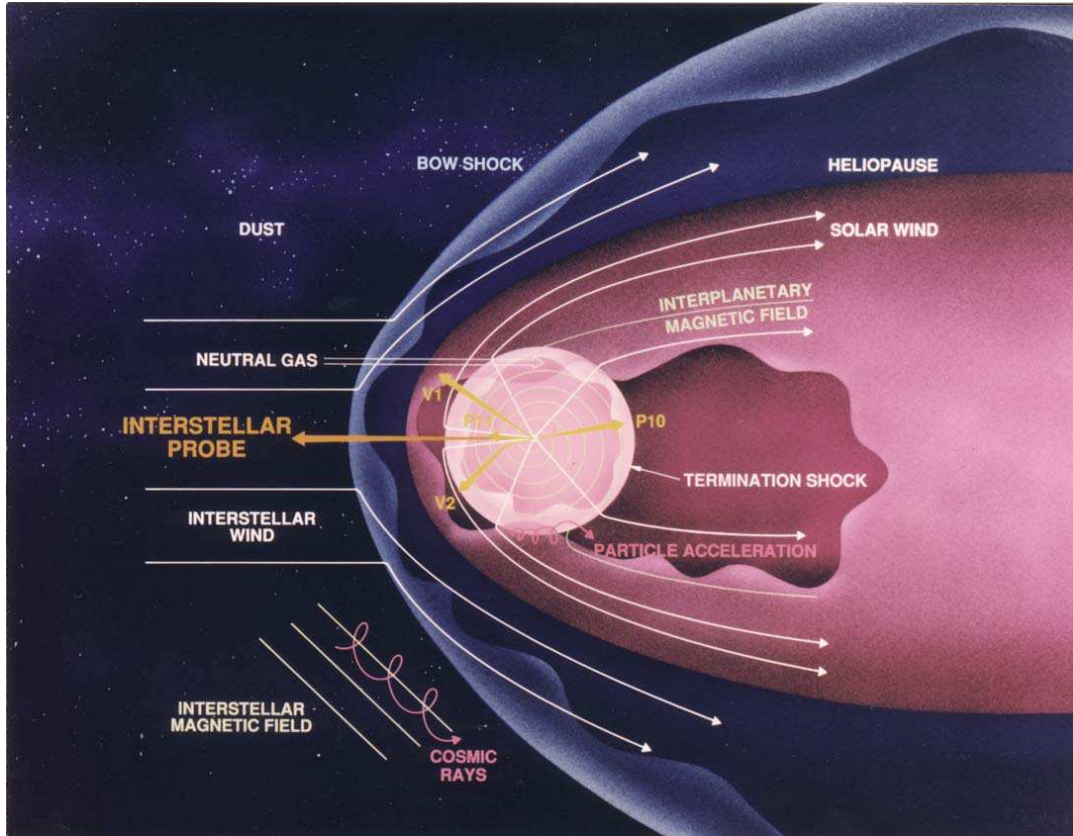 BOW SHOCK
HELIOPAUSE
DUST
SOLAR WIND
INTERPLANETARY
MAGNETIC FIELD
NEUTRAL GAS
V1
P11
P10
INTERSTELLAR
PROBE
TERMINATION SHOCK
V2
INTERSTELLAR
WIND
PARTICLE ACCELERATION
INTERSTELLAR
MAGNETIC FIELD
COSMIC
RAYS